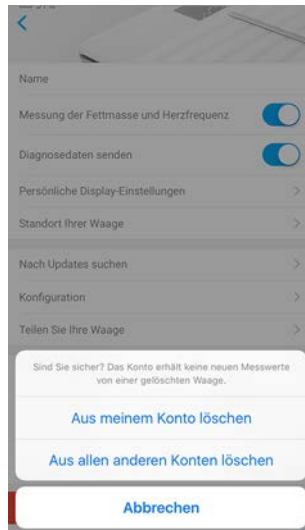 Name
Messung der Fettmasse und Herzfrequenz
Diagnosedaten senden
Persönliche Display-Einstellungen
Standort Ihrer Waage
Nach Updates suchen
Konfiguration
Teilen Sie Ihre Waage
Sind Sie sicher? Das Konto erhält keine neuen Messwerte
von einer gelöschten Waage.
Aus meinem Konto löschen
Aus allen anderen Konten löschen
Abbrechen